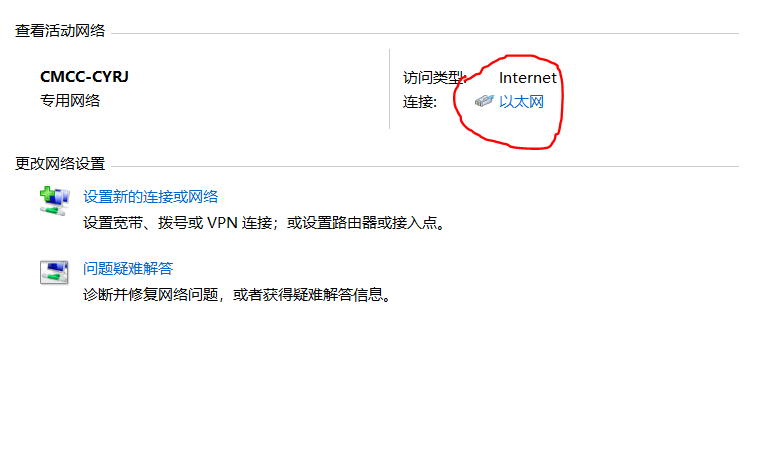 查看活动网络
CMCC-CYRJ
专用网络
访问类型: Internet
连接: 以太网
更改网络设置
设置新的连接或网络
设置宽带、拨号或 VPN 连接；或设置路由器或接入点。
问题疑难解答
诊断并修复网络问题，或者获得疑难解答信息。